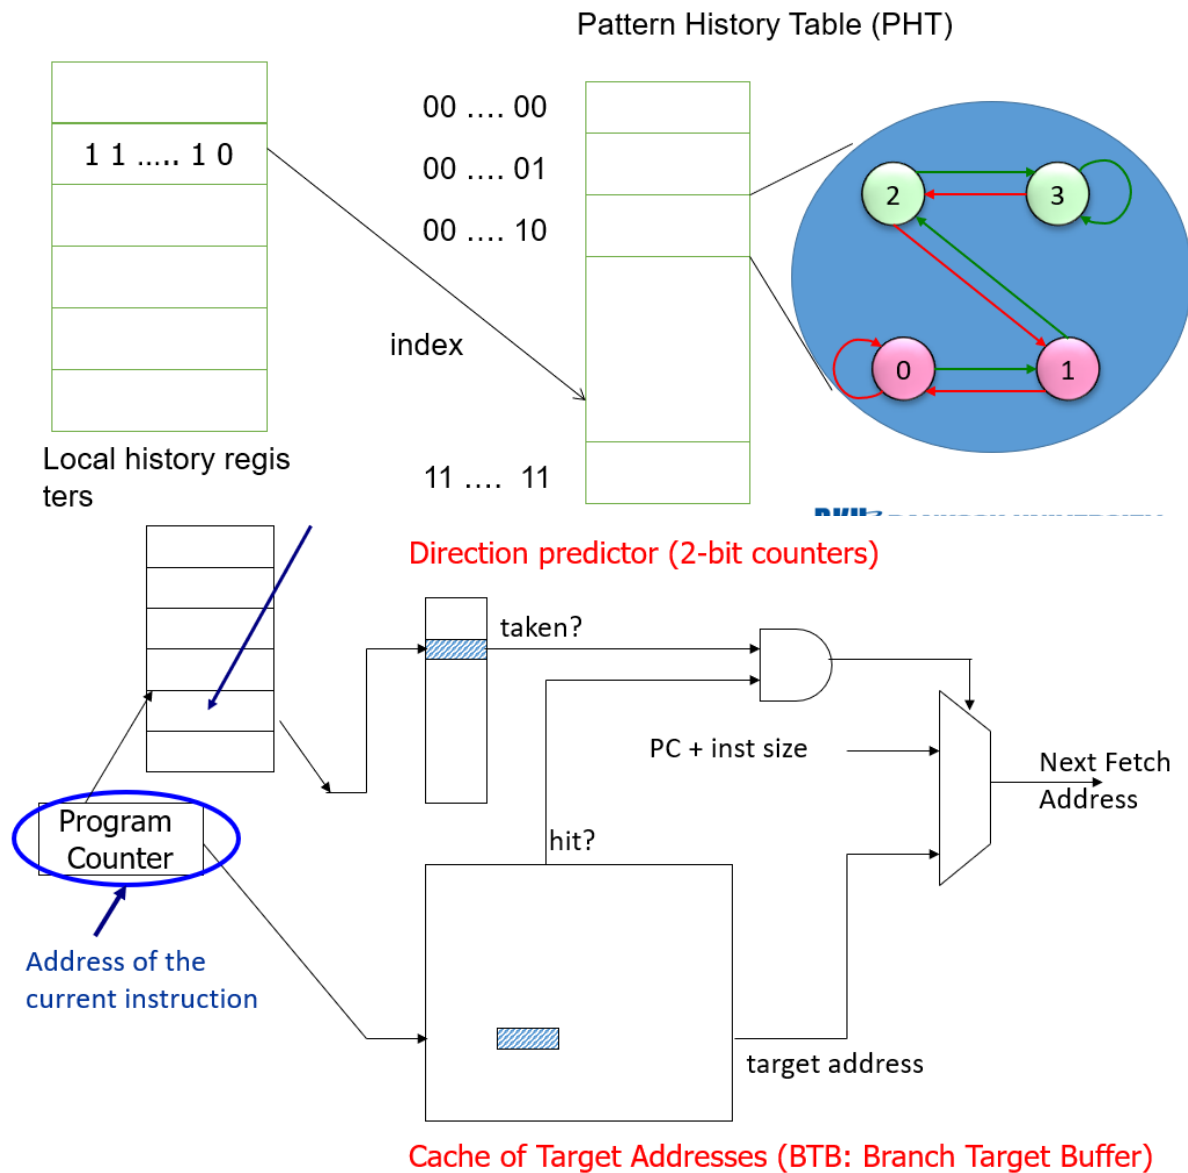 Pattern History Table (PHT)
00 .... 00
1 1 ..... 1 0
00 .... 01
00 .... 10
2
3
index
0
1
Local history regis
ters
11 .... 11
Direction predictor (2-bit counters)
taken?
PC + inst size
Next Fetch
Address
Program
Counter
hit?
Address of the
current instruction
target address
Cache of Target Addresses (BTB: Branch Target Buffer)